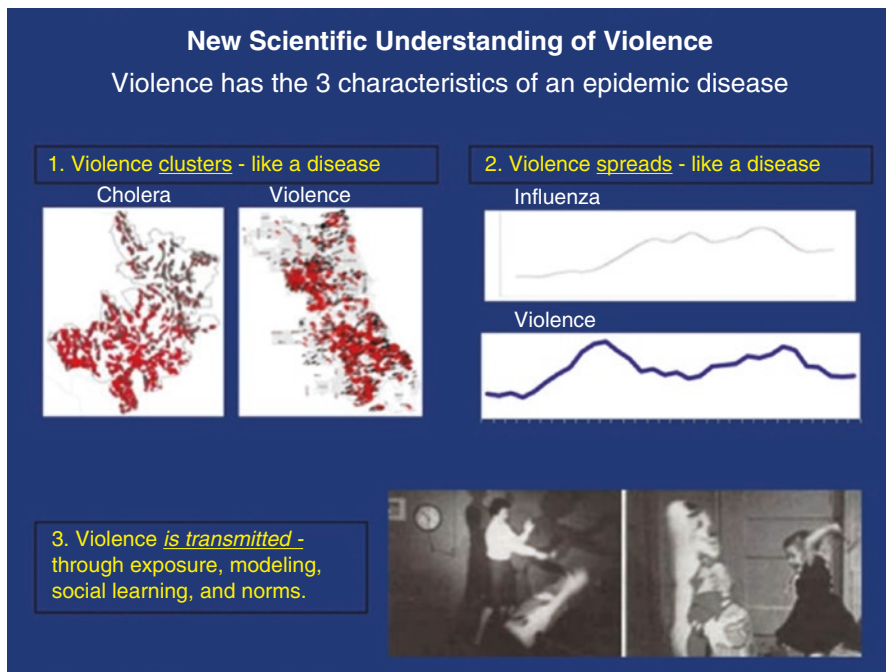 New Scientific Understanding of Violence
Violence has the 3 characteristics of an epidemic disease
1. Violence clusters - like a disease
Cholera
Violence
2. Violence spreads - like a disease
Influenza
Violence
3. Violence is transmitted -
through exposure, modeling,
social learning, and norms.